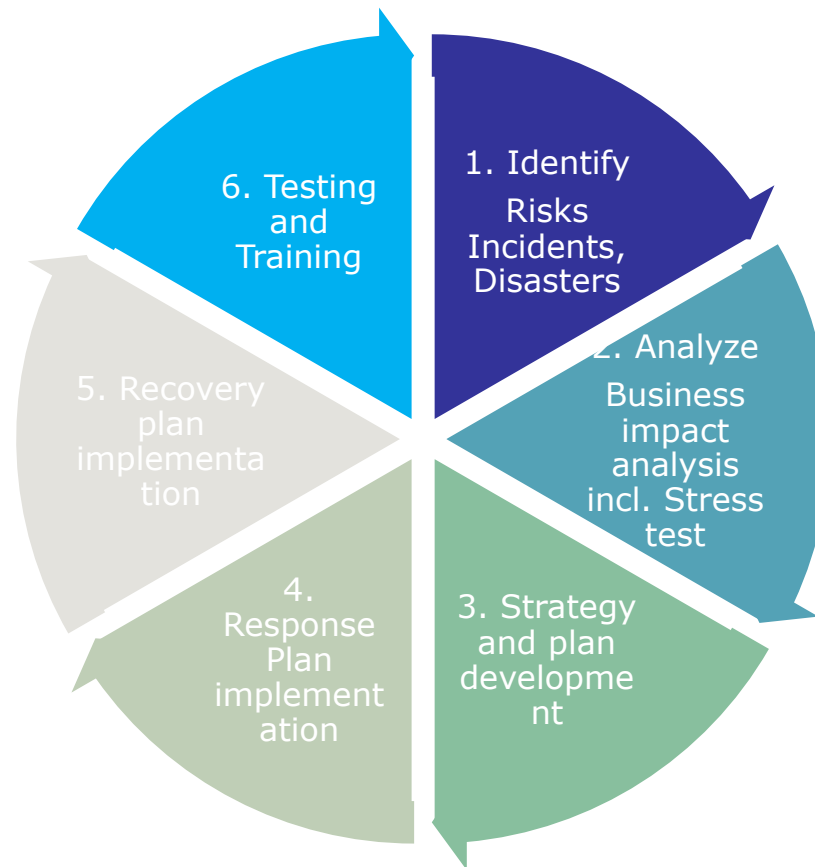 1. Identify
Risks
Incidents,
Disasters
2. Analyze
Business
impact
analysis
incl. Stress
test
3. Strategy
and plan
developme
nt
4.
Response
Plan
implement
ation
5. Recovery
plan
implementa
tion
6. Testing
and
Training